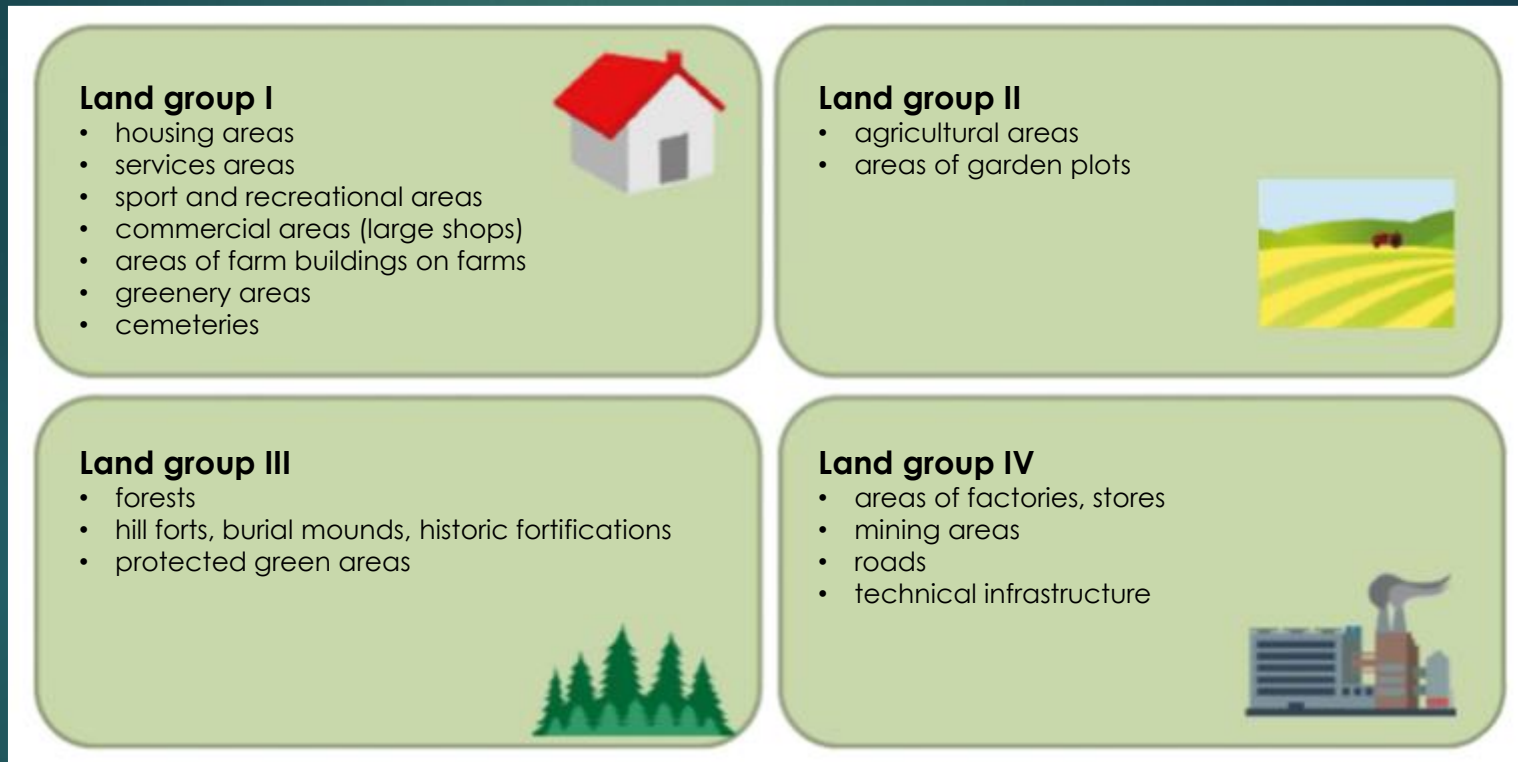 Land group I
• housing areas
• services areas
• sport and recreational areas
• commercial areas (large shops)
• areas of farm buildings on farms
• greenery areas
• cemeteries
Land group II
• agricultural areas
• areas of garden plots
Land group III
• forests
• hill forts, burial mounds, historic fortifications
• protected green areas
Land group IV
• areas of factories, stores
• mining areas
• roads
• technical infrastructure